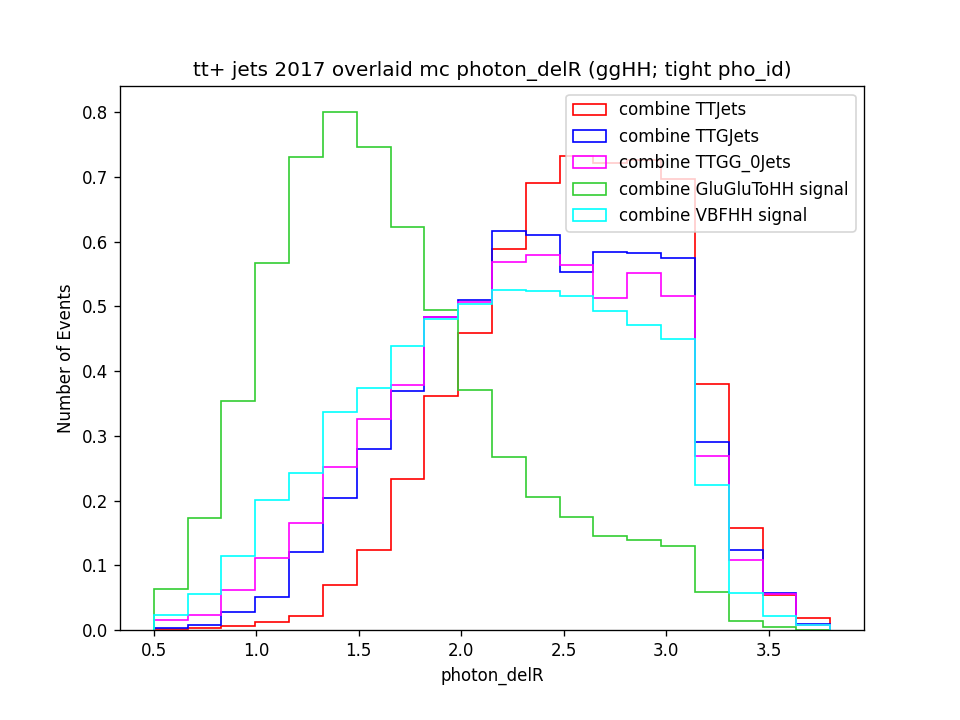 tt+ jets 2017 overlaid mc photon_delR (ggHH; tight pho_id)
combine TTJets
combine TTGJets
combine TTGG_0Jets
combine GluGluToHH signal
combine VBFHH signal
Number of Events
0.8
0.7
0.6
0.5
0.4
0.3
0.2
0.1
0.0
0.5 1.0 1.5 2.0 2.5 3.0 3.5
photon_delR